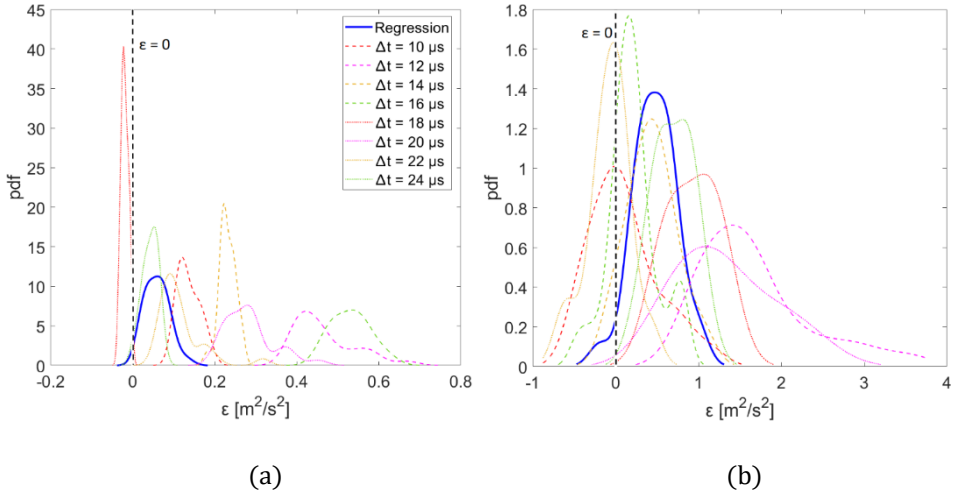 45
40
35
30
25
20
15
10
5
0
pdf
-0.2
0
0.2
0.4
0.6
0.8
ε [m²/s²]
ε = 0
Regression
Δt = 10 μs
Δt = 12 μs
Δt = 14 μs
Δt = 16 μs
Δt = 18 μs
Δt = 20 μs
Δt = 22 μs
Δt = 24 μs
(a)
1.8
1.6
1.4
1.2
1
0.8
0.6
0.4
0.2
0
pdf
-1
0
1
2
3
4
ε [m²/s²]
ε = 0
(b)